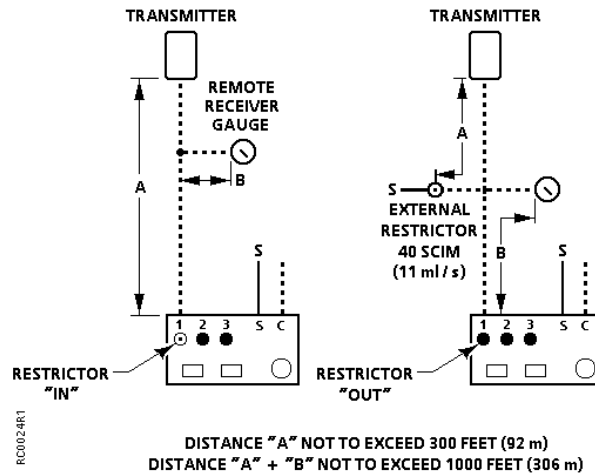 TRANSMITTER
REMOTE
RECEIVER
GAUGE
A
B
S
1 2 3 S C
RESTRICTOR
"IN"
TRANSMITTER
A
S
EXTERNAL
RESTRICTOR
40 SCIM
(11 ml / s)
B
S
1 2 3 S C
RESTRICTOR
"OUT"
RC0024R1
DISTANCE "A" NOT TO EXCEED 300 FEET (92 m)
DISTANCE "A" + "B" NOT TO EXCEED 1000 FEET (306 m)